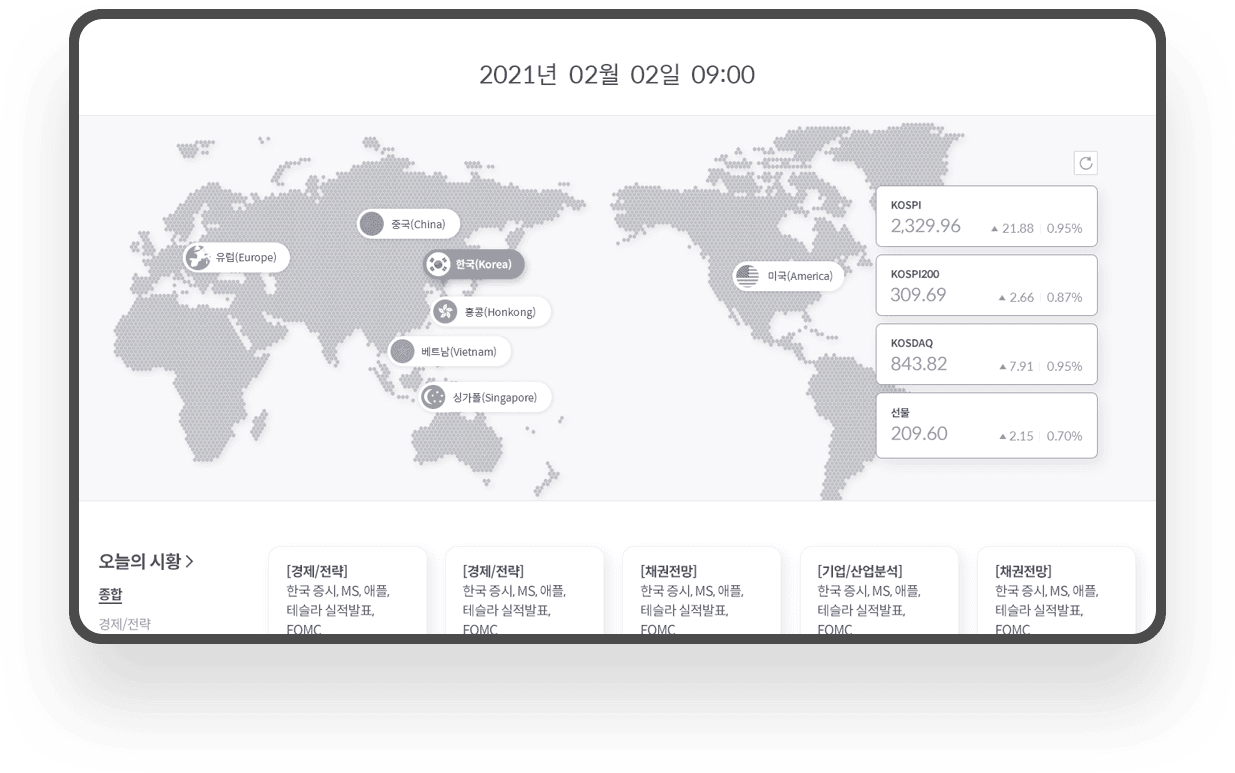 2021년 02월 02일 09:00
중국(China)
유럽(Europe)
한국(Korea)
미국(America)
홍콩(Honkong)
베트남(Vietnam)
싱가폴(Singapore)
KOSPI
2,329.96 ▲ 21.88 0.95%
KOSPI200
309.69 ▲ 2.66 0.87%
KOSDAQ
843.82 ▲ 7.91 0.95%
선물
209.60 ▲ 2.15 0.70%
오늘의 시황 >
종합
경제/전략
[경제/전략]
한국 증시, MS, 애플,
테슬라 실적발표,
FOMC
[경제/전략]
한국 증시, MS, 애플,
테슬라 실적발표,
FOMC
[채권전망]
한국 증시, MS, 애플,
테슬라 실적발표,
FOMC
[기업/산업분석]
한국 증시, MS, 애플,
테슬라 실적발표,
FOMC
[채권전망]
한국 증시, MS, 애플,
테슬라 실적발표,
FOMC